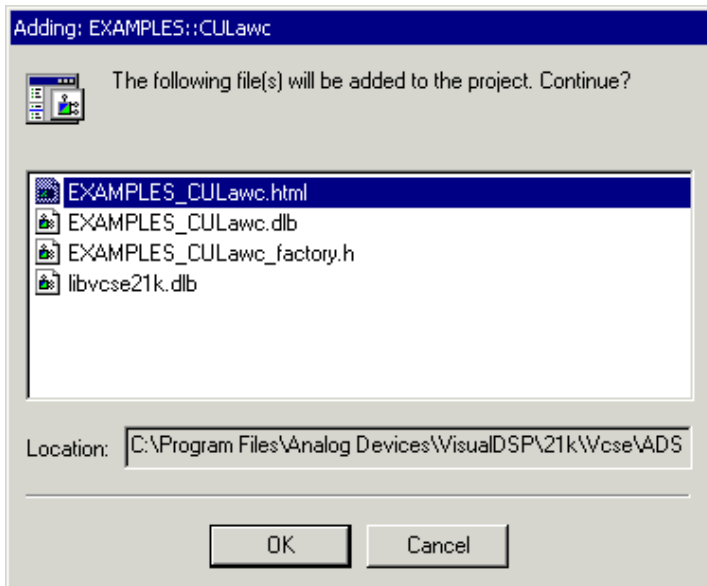 Adding: EXAMPLES::CULawc
The following file(s) will be added to the project. Continue?
EXAMPLES_CULawc.html
EXAMPLES_CULawc.dlb
EXAMPLES_CULawc_factory.h
libvcse21k.dlb
Location: C:\Program Files\Analog Devices\VisualDSP\21k\Vcse\ADS
OK Cancel